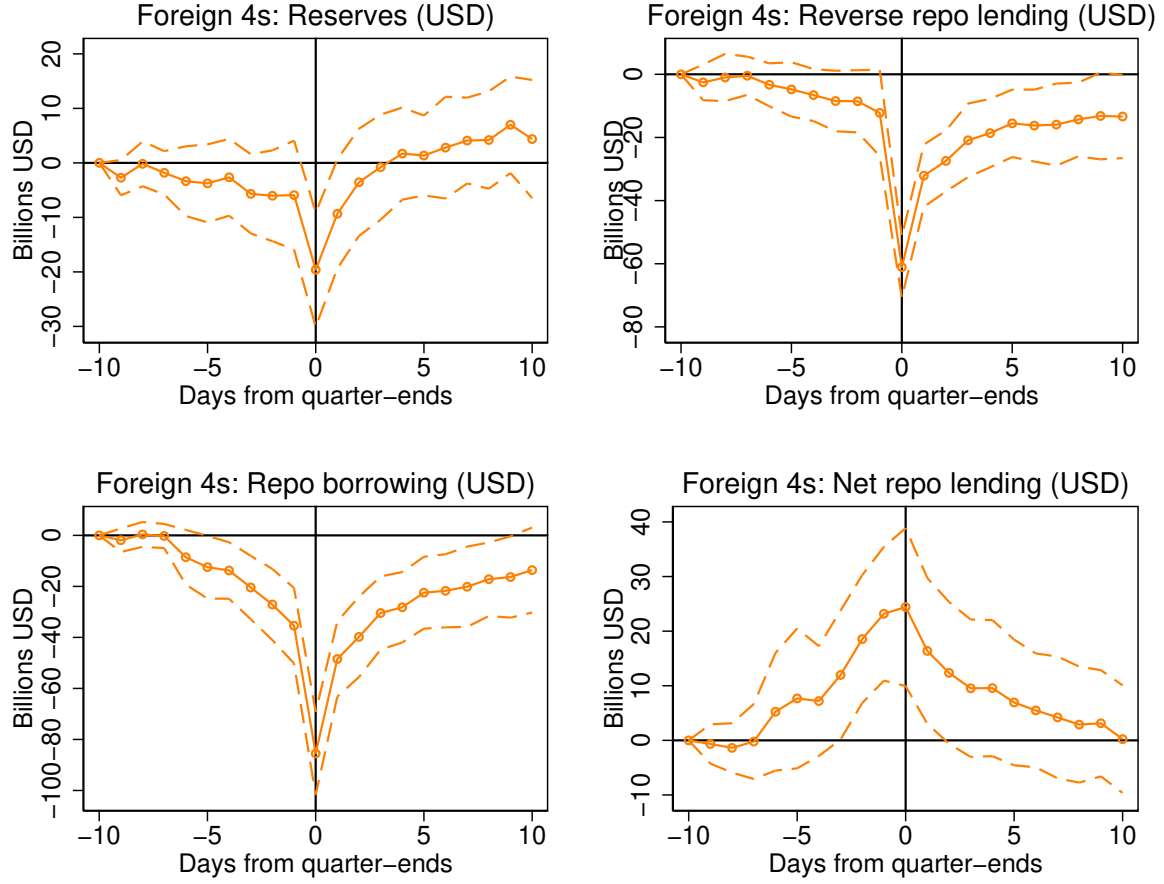 Foreign 4s: Reserves (USD)
Billions USD
20
10
0
−10
−20
−30
−10 −5 0 5 10
Days from quarter−ends
Foreign 4s: Reverse repo lending (USD)
Billions USD
0
−20
−40
−60
−80
−10 −5 0 5 10
Days from quarter−ends
Foreign 4s: Repo borrowing (USD)
Billions USD
0
−20
−40
−60
−80
−100
−10 −5 0 5 10
Days from quarter−ends
Foreign 4s: Net repo lending (USD)
Billions USD
40
30
20
10
0
−10
−10 −5 0 5 10
Days from quarter−ends